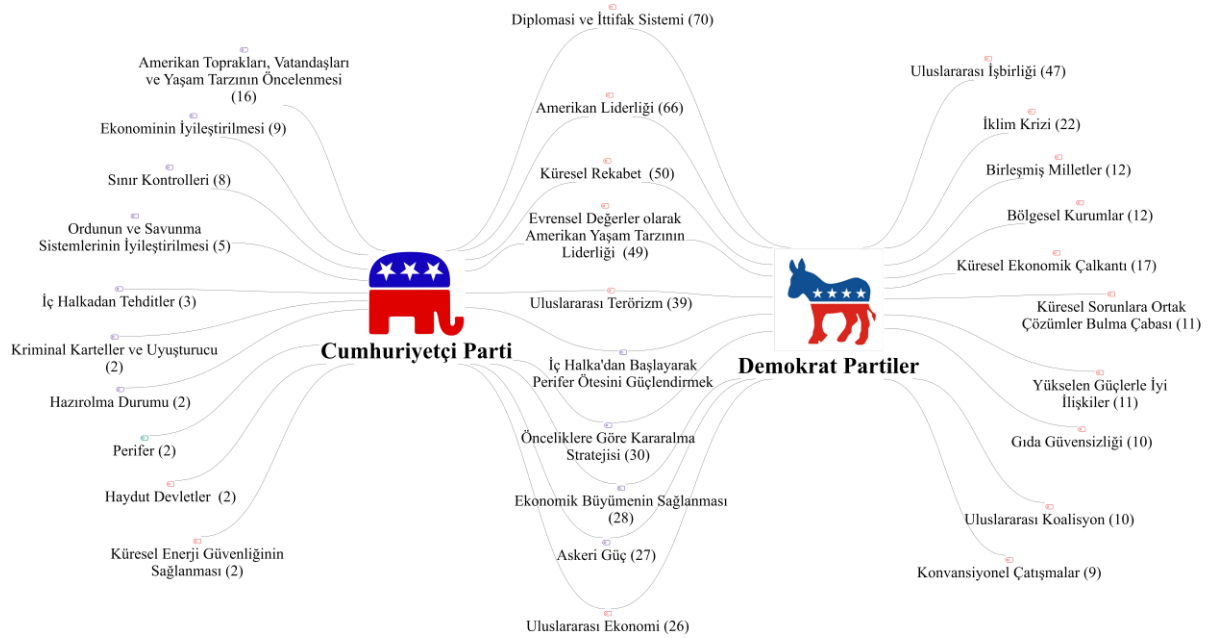 Amerikan Toprakları, Vatandaşları
ve Yaşam Tarzının Öncelenmesi
(16)
Ekonominin İyileştirilmesi (9)
Sınır Kontrolleri (8)
Ordunun ve Savunma
Sistemlerinin İyileştirilmesi (5)
İç Halkadan Tehditler (3)
Kriminal Karteller ve Uyuşturucu
(2)
Hazırolma Durumu (2)
Perifer (2)
Haydut Devletler (2)
Küresel Enerji Güvenliğinin
Sağlanması (2)
Cumhuriyetçi Parti
Diplomasi ve İttifak Sistemi (70)
Amerikan Liderliği (66)
Küresel Rekabet (50)
Evrensel Değerler olarak
Amerikan Yaşam Tarzının
Liderliği (49)
Uluslararası Terörizm (39)
İç Halka'dan Başlayarak
Perifer Ötesini Güçlendirmek
Önceliklere Göre Kararalma
Stratejisi (30)
Ekonomik Büyümenin Sağlanması
(28)
Askeri Güç (27)
Uluslararası Ekonomi (26)
Demokrat Partiler
Uluslararası İşbirliği (47)
İklim Krizi (22)
Birleşmiş Milletler (12)
Bölgesel Kurumlar (12)
Küresel Ekonomik Çalkantı (17)
Küresel Sorunlara Ortak
Çözümler Bulma Çabası (11)
Yükselen Güçlerle İyi
İlişkiler (11)
Gıda Güvensizliği (10)
Uluslararası Koalisyon (10)
Konvansiyonel Çatışmalar (9)